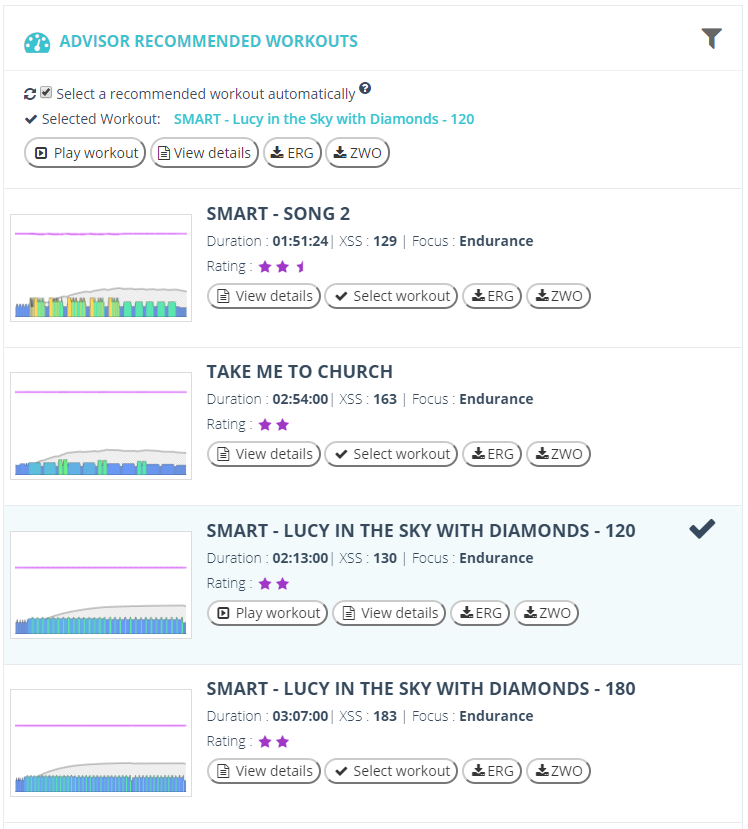 ADVISOR RECOMMENDED WORKOUTS
Select a recommended workout automatically ?
Selected Workout: SMART - Lucy in the Sky with Diamonds - 120
Play workout View details ERG ZWO
SMART - SONG 2
Duration : 01:51:24| XSS : 129 | Focus : Endurance
Rating :
View details Select workout ERG ZWO
TAKE ME TO CHURCH
Duration : 02:54:00| XSS : 163 | Focus : Endurance
Rating :
View details Select workout ERG ZWO
SMART - LUCY IN THE SKY WITH DIAMONDS - 120
Duration : 02:13:00| XSS : 130 | Focus : Endurance
Rating :
Play workout View details ERG ZWO
SMART - LUCY IN THE SKY WITH DIAMONDS - 180
Duration : 03:07:00| XSS : 183 | Focus : Endurance
Rating :
View details Select workout ERG ZWO